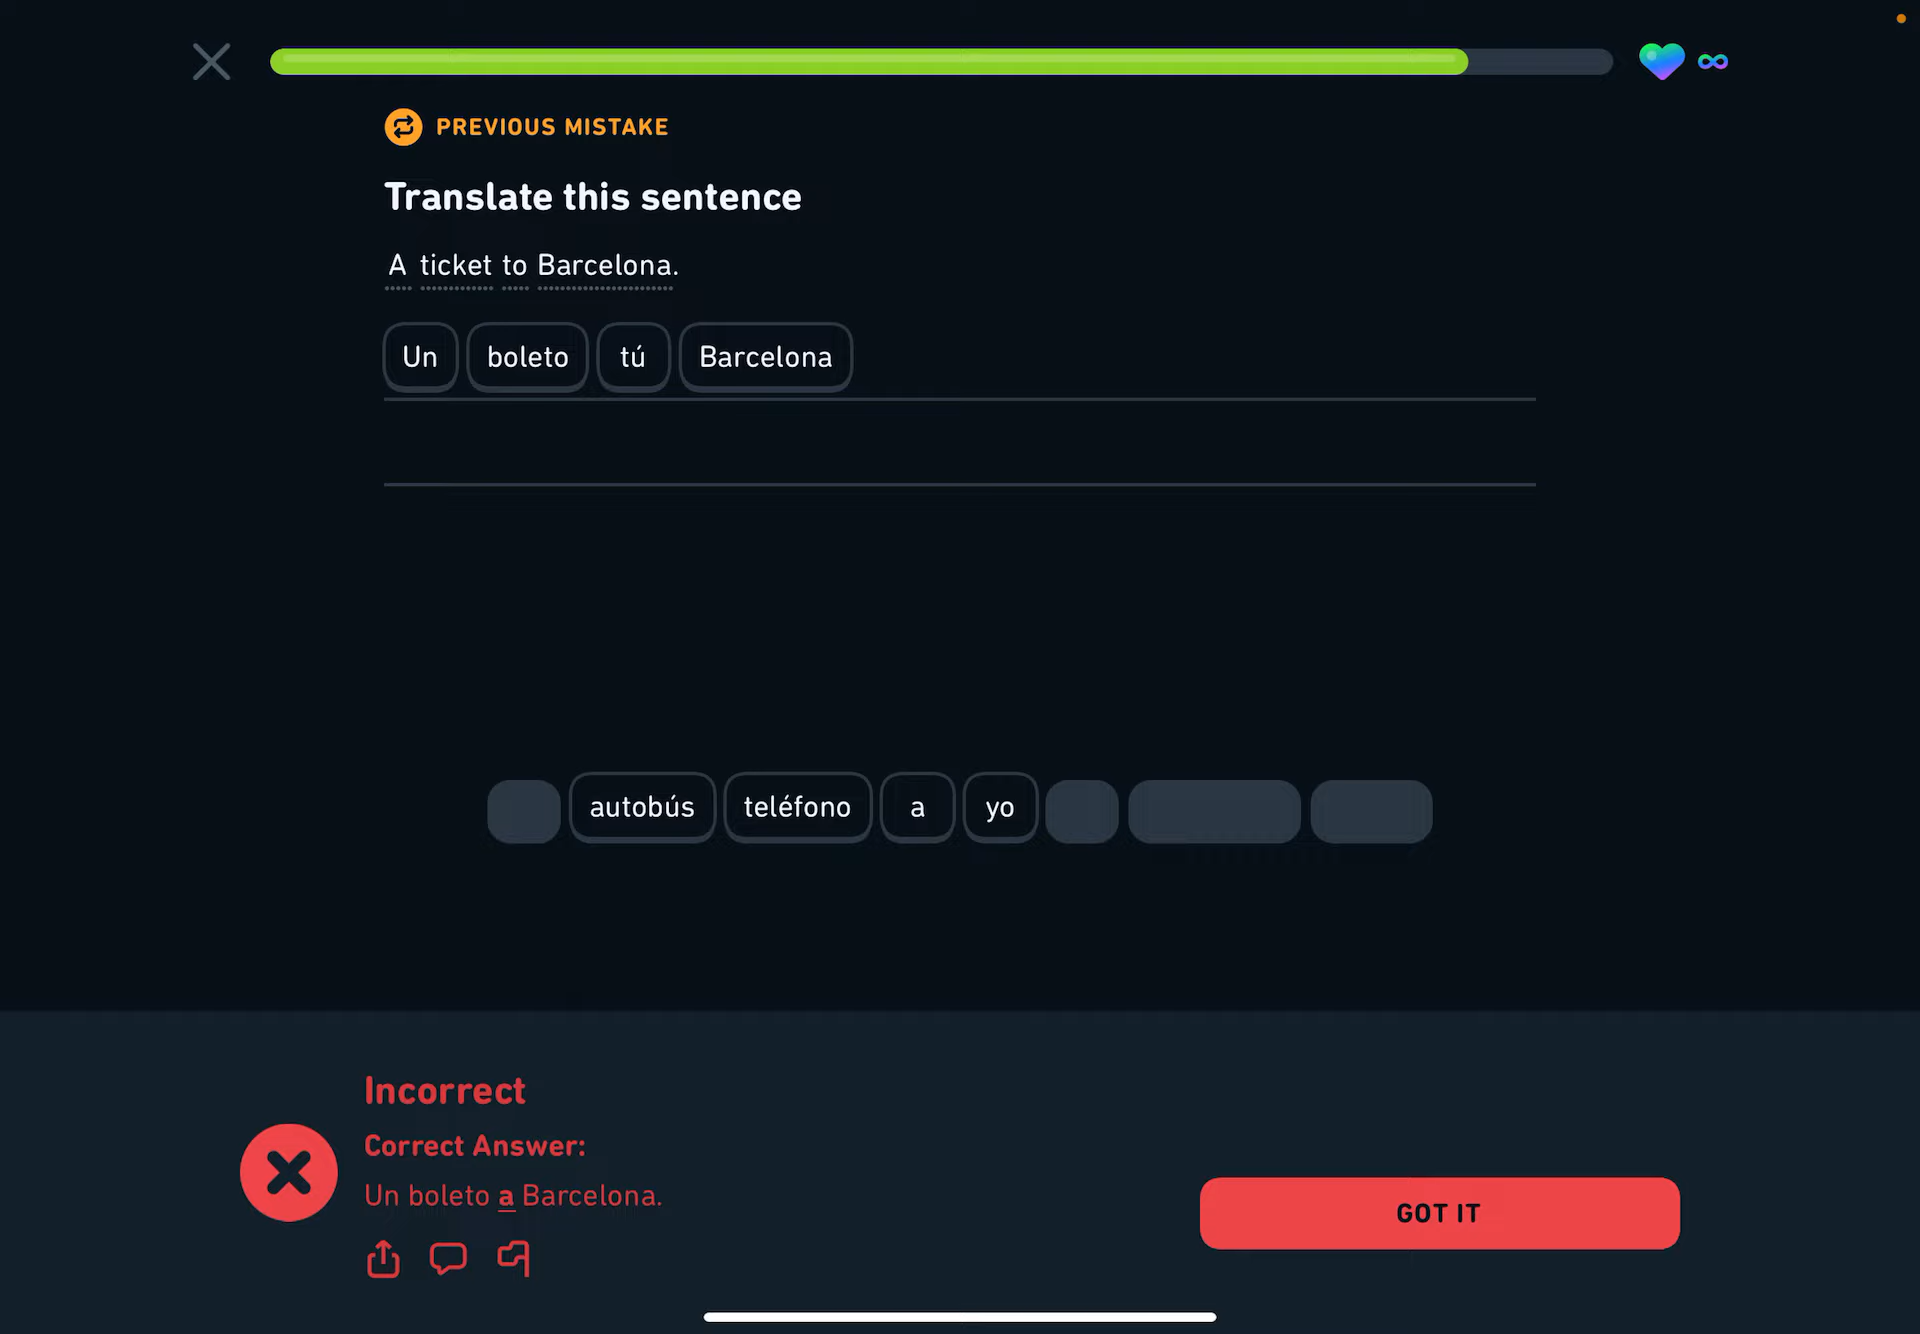 PREVIOUS MISTAKE
Translate this sentence
A ticket to Barcelona.
Un boleto tú Barcelona
autobús teléfono a yo
Incorrect
Correct Answer:
Un boleto a Barcelona.
GOT IT